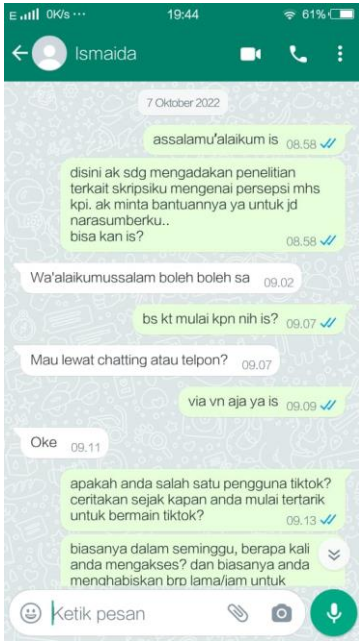 E 0K/s ... 19:44 61%
Ismaida
7 Oktober 2022
assalamu'alaikum is 08.58
disini ak sdg mengadakan penelitian
terkait skripsiku mengenai persepsi mhs
kpi. ak minta bantuannya ya untuk jd
narasumberku..
bisa kan is? 08.58
Wa'alaikumussalam boleh boleh sa 09.02
bs kt mulai kpn nih is? 09.07
Mau lewat chatting atau telpon? 09.07
via vn aja ya is 09.09
Oke 09.11
apakah anda salah satu pengguna tiktok?
ceritakan sejak kapan anda mulai tertarik
untuk bermain tiktok? 09.13
biasanya dalam seminggu, berapa kali
anda mengakses? dan biasanya anda
menghabiskan brp lama/jam untuk
Ketik pesan